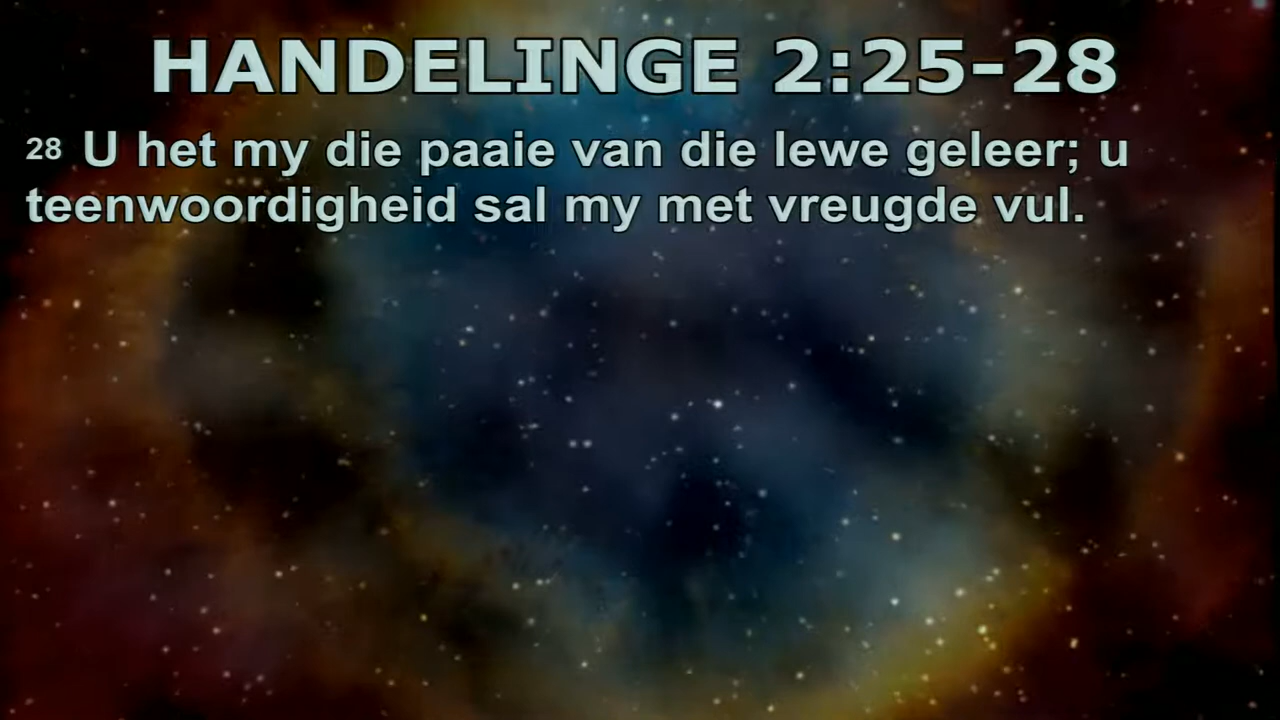 HANDELINGE 2:25-28
28 U het my die paaie van die lewe geleer; u
teenwoordigheid sal my met vreugde vul.